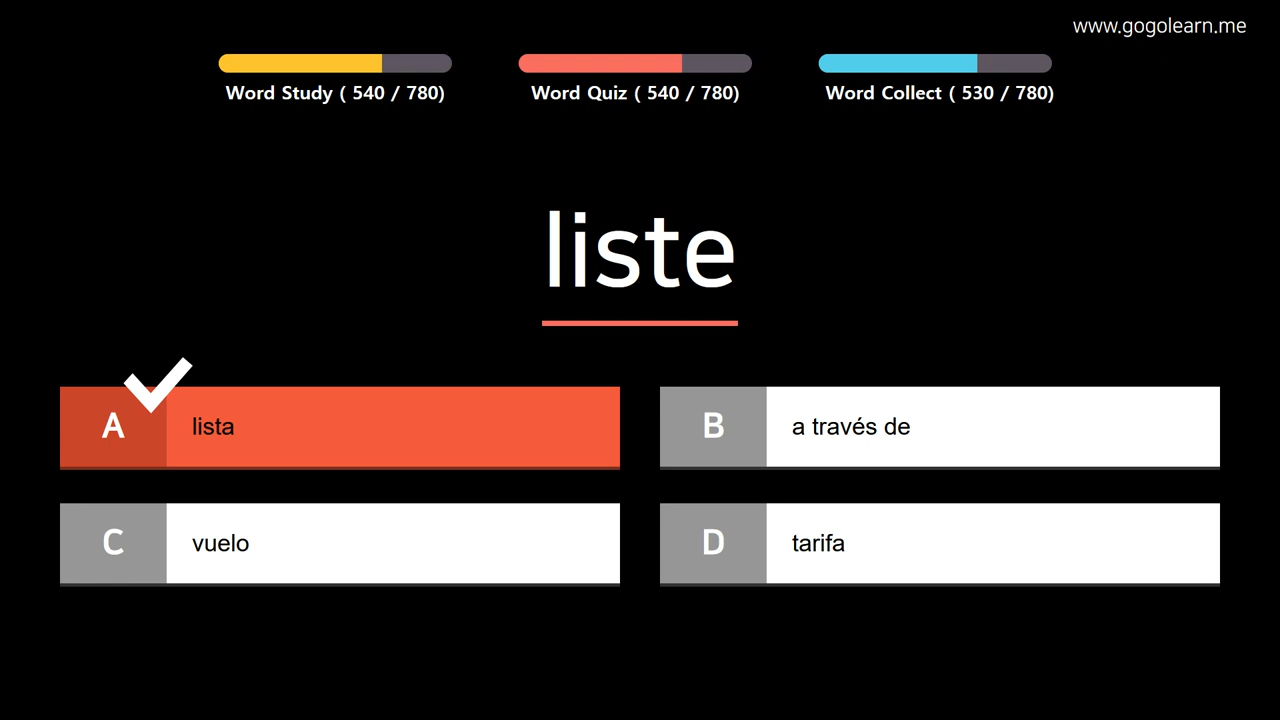 www.gogolearn.me
Word Study ( 540 / 780)
Word Quiz ( 540 / 780)
Word Collect ( 530 / 780)
liste
A lista
B a través de
C vuelo
D tarifa